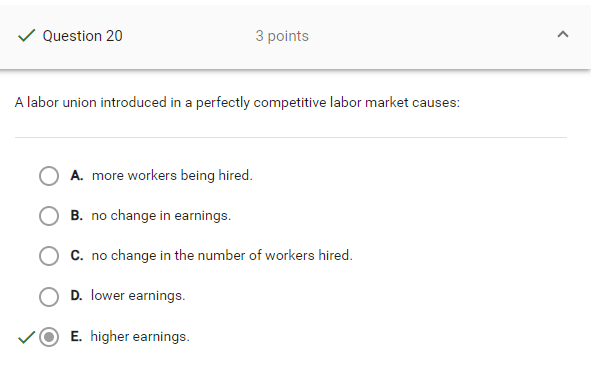 Question 20 3 points
A labor union introduced in a perfectly competitive labor market causes:
A. more workers being hired.
B. no change in earnings.
C. no change in the number of workers hired.
D. lower earnings.
E. higher earnings.